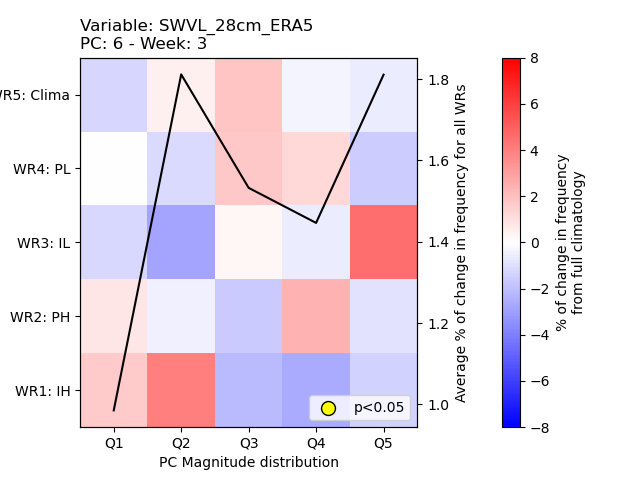 Variable: SWVL_28cm_ERA5
PC: 6 - Week: 3
WR5: Clima
WR4: PL
WR3: IL
WR2: PH
WR1: IH
Q1 Q2 Q3 Q4 Q5
PC Magnitude distribution
p<0.05
1.8
1.6
1.4
1.2
1.0
Average % of change in frequency for all WRs
8
6
4
2
0
−2
−4
−6
−8
% of change in frequency
from full climatology